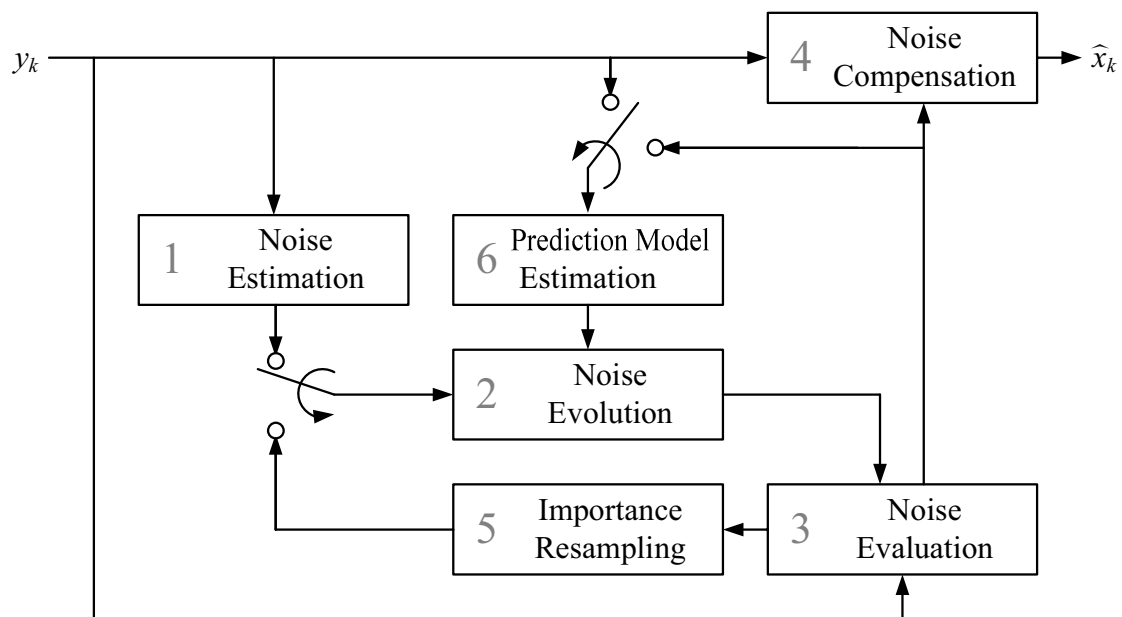 y_k
4 Noise
Compensation
x̂_k
1 Noise
Estimation
6 Prediction Model
Estimation
2 Noise
Evolution
5 Importance
Resampling
3 Noise
Evaluation